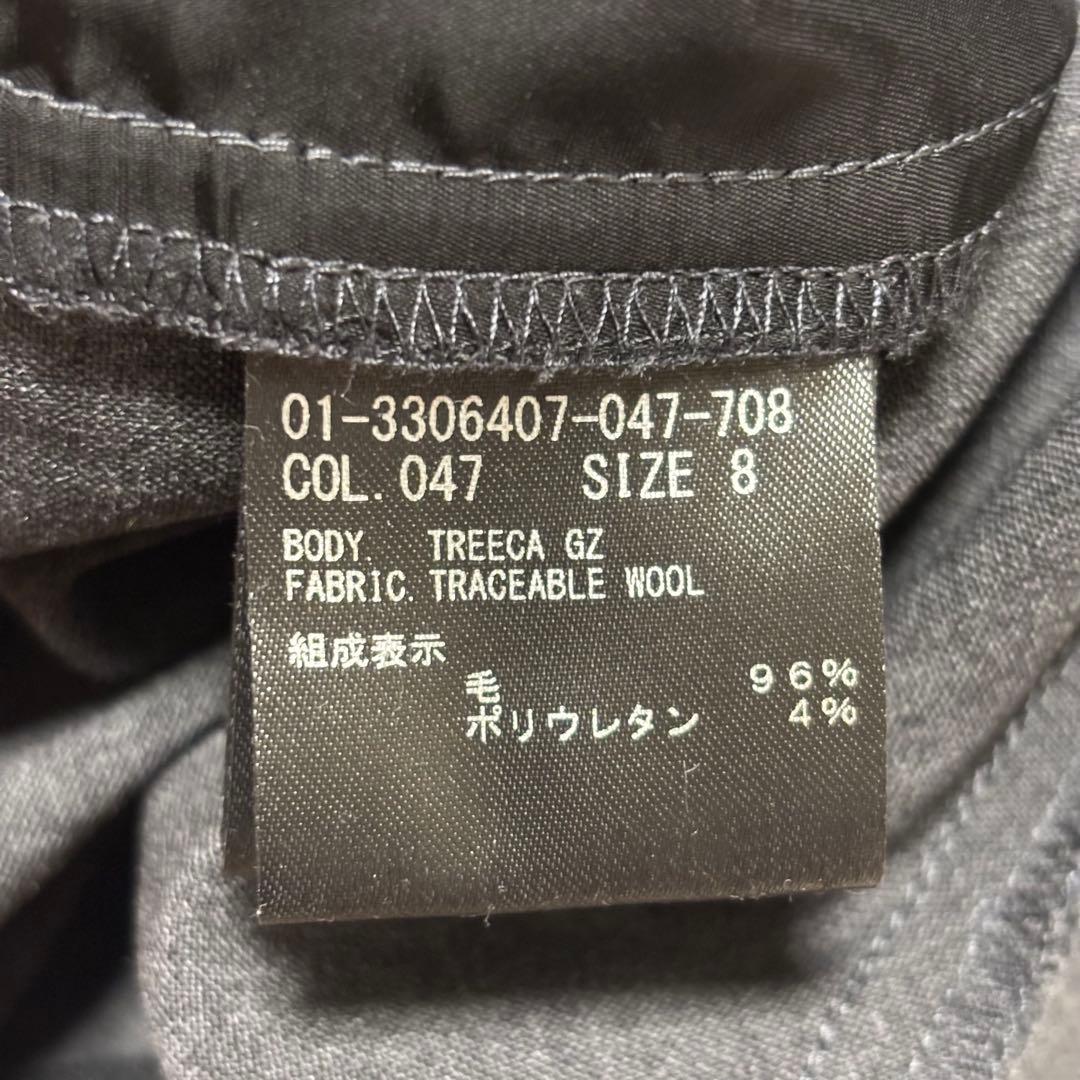 01-3306407-047-708
COL. 047 SIZE 8
BODY. TREECA GZ
FABRIC. TRACEABLE WOOL
組成表示
毛 96%
ポリウレタン 4%